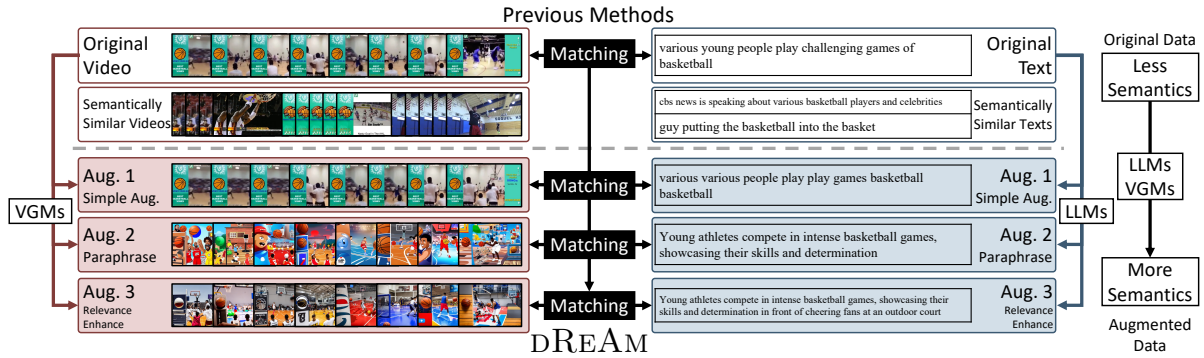 Previous Methods
Original
Video
Matching
various young people play challenging games of
basketball
Original
Text
Original Data
Less
Semantics
Semantically
Similar Videos
cbs news is speaking about various basketball players and celebrities
guy putting the basketball into the basket
Semantically
Similar Texts
LLMs
VGMs
VGMs
Aug. 1
Simple Aug.
Matching
various various people play play games basketball
basketball
Aug. 1
Simple Aug.
LLMs
Aug. 2
Paraphrase
Matching
Young athletes compete in intense basketball games,
showcasing their skills and determination
Aug. 2
Paraphrase
Aug. 3
Relevance
Enhance
Matching
Young athletes compete in intense basketball games, showcasing their
skills and determination in front of cheering fans at an outdoor court
Aug. 3
Relevance
Enhance
More
Semantics
Augmented
Data
DREAM